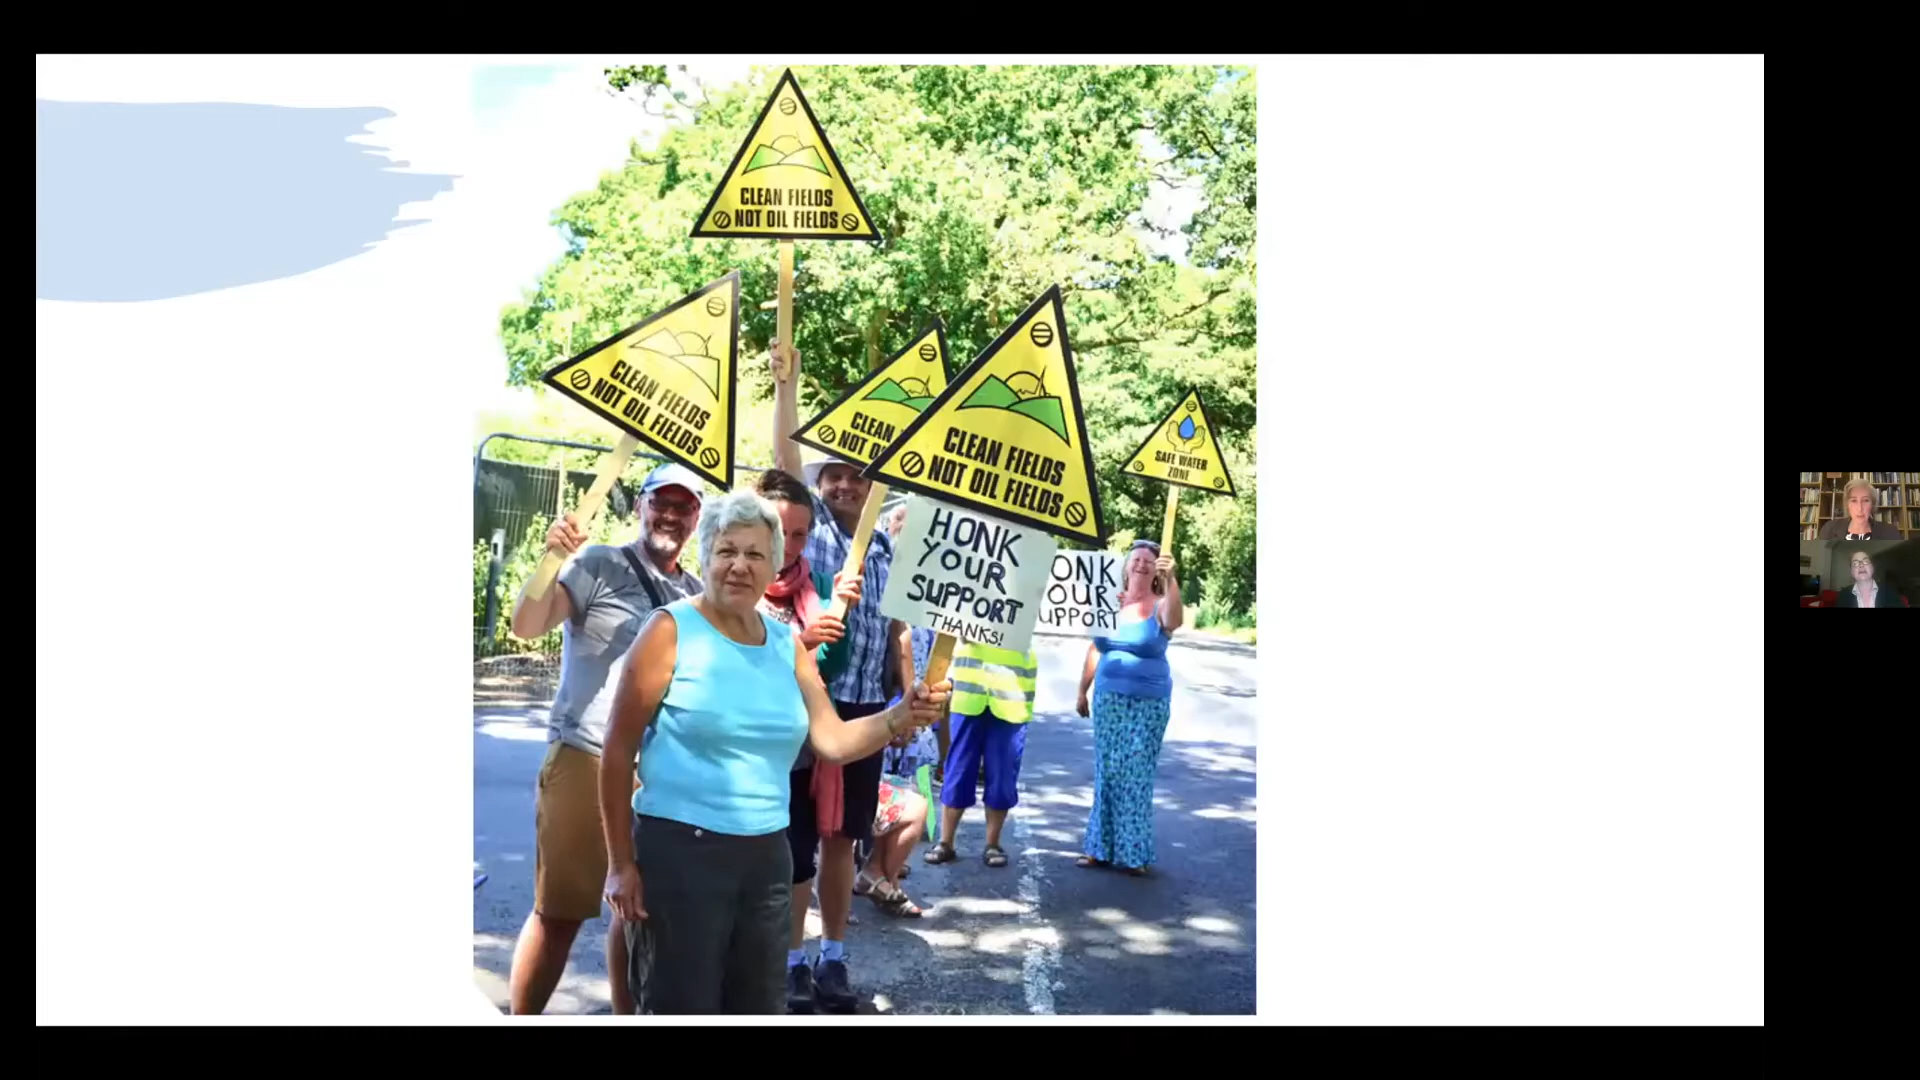 CLEAN FIELDS
NOT OIL FIELDS
CLEAN FIELDS
NOT OIL FIELDS
CLEAN
NOT O
CLEAN FIELDS
NOT OIL FIELDS
SAFE WATER
ZONE
HONK
YOUR
SUPPORT
THANKS!
ONK
OUR
UPPORT